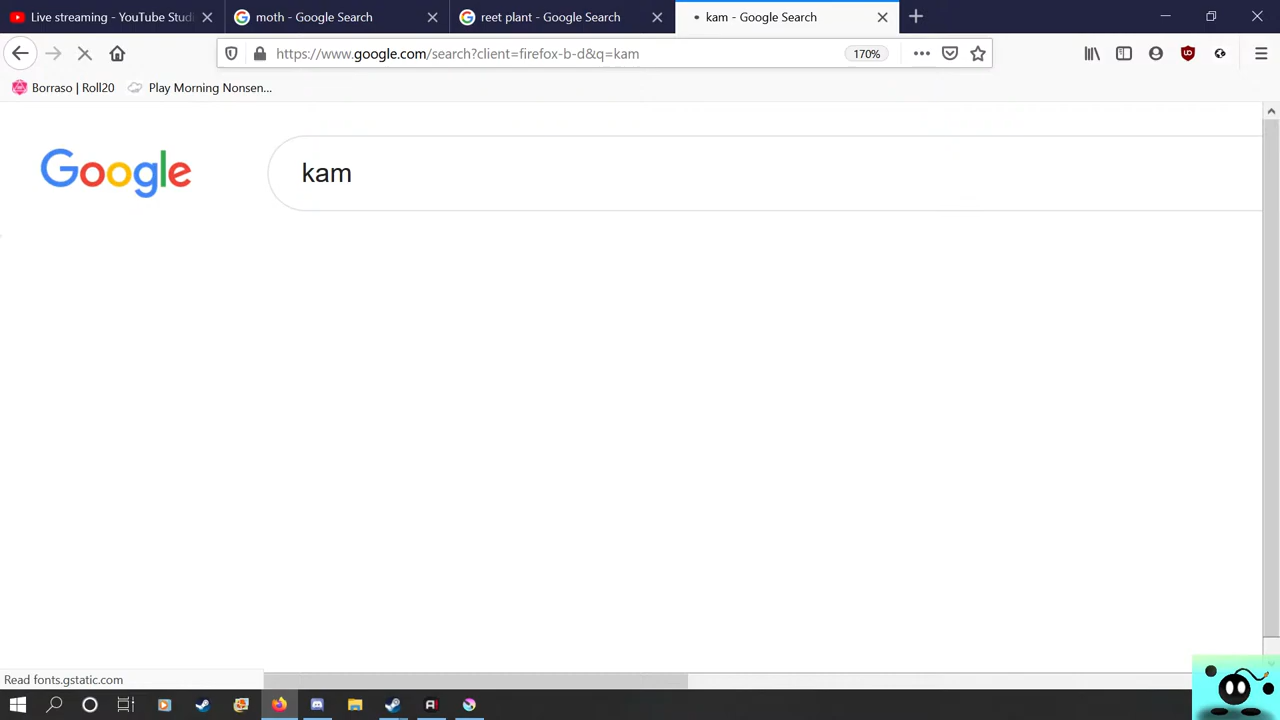 Live streaming - YouTube Studi
moth - Google Search
reet plant - Google Search
kam - Google Search
https://www.google.com/search?client=firefox-b-d&q=kam
170%
Borraso | Roll20
Play Morning Nonsen...
Google
kam
Read fonts.gstatic.com